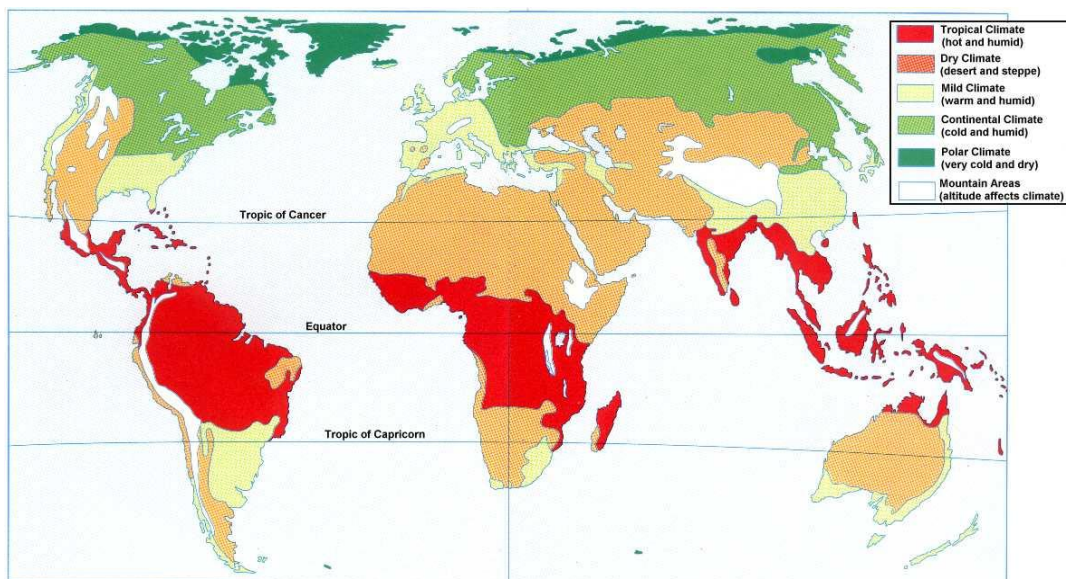 Tropical Climate
(hot and humid)
Dry Climate
(desert and steppe)
Mild Climate
(warm and humid)
Continental Climate
(cold and humid)
Polar Climate
(very cold and dry)
Mountain Areas
(altitude affects climate)
Tropic of Cancer
Equator
Tropic of Capricorn